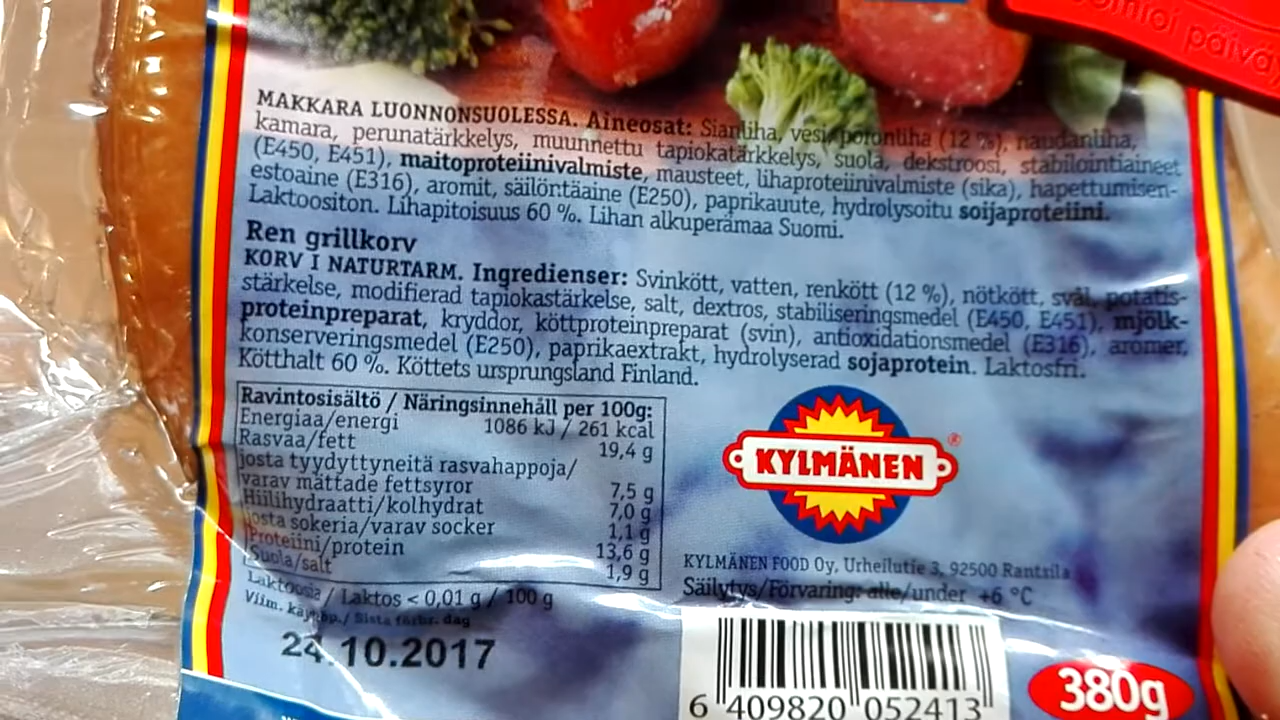 päivä
MAKKARA LUONNONSUOLESSA. Aineosat: Sianliha, vesi, poronliha (12 %), naudanliha,
kamara, perunatärkkelys, muunnettu tapiokatärkkelys, suola, dekstroosi, stabilointiaineet
(E450, E451), maitoproteiinivalmiste, mausteet, lihaproteiinivalmiste (sika), hapettumisen-
estoaine (E316), aromit, säilöntäaine (E250), paprikauute, hydrolysoitu soijaproteiini.
Laktoositon. Lihapitoisuus 60 %. Lihan alkuperämaa Suomi.
Ren grillkorv
KORV I NATURTARM. Ingredienser: Svinkött, vatten, renkött (12 %), nötkött, svål, potatis-
stärkelse, modifierad tapiokastärkelse, salt, dextros, stabiliseringsmedel (E450, E451), mjölk-
proteinpreparat, kryddor, köttproteinpreparat (svin), antioxidationsmedel (E316), aromer,
konserveringsmedel (E250), paprikaextrakt, hydrolyserad sojaprotein. Laktosfri.
Kötthalt 60 %. Köttets ursprungsland Finland.
Ravintosisältö / Näringsinnehåll per 100g:
Energiaa/energi 1086 kJ / 261 kcal
Rasvaa/fett 19,4 g
josta tyydyttyneitä rasvahappoja/
varav mättade fettsyror 7,5 g
Hiilihydraatti/kolhydrat 7,0 g
josta sokeria/varav socker 1,1 g
Proteiini/protein 13,6 g
Suola/salt 1,9 g
Laktoosia / Laktos < 0,01 g / 100 g
Viim. käyt.pp./ Sista förbr. dag
24.10.2017
KYLMÄNEN®
KYLMÄNEN FOOD Oy, Urheilutie 3, 92500 Rantsila
Säilytys/Förvaring: alle/under +6 °C
6 409820 052413
380g